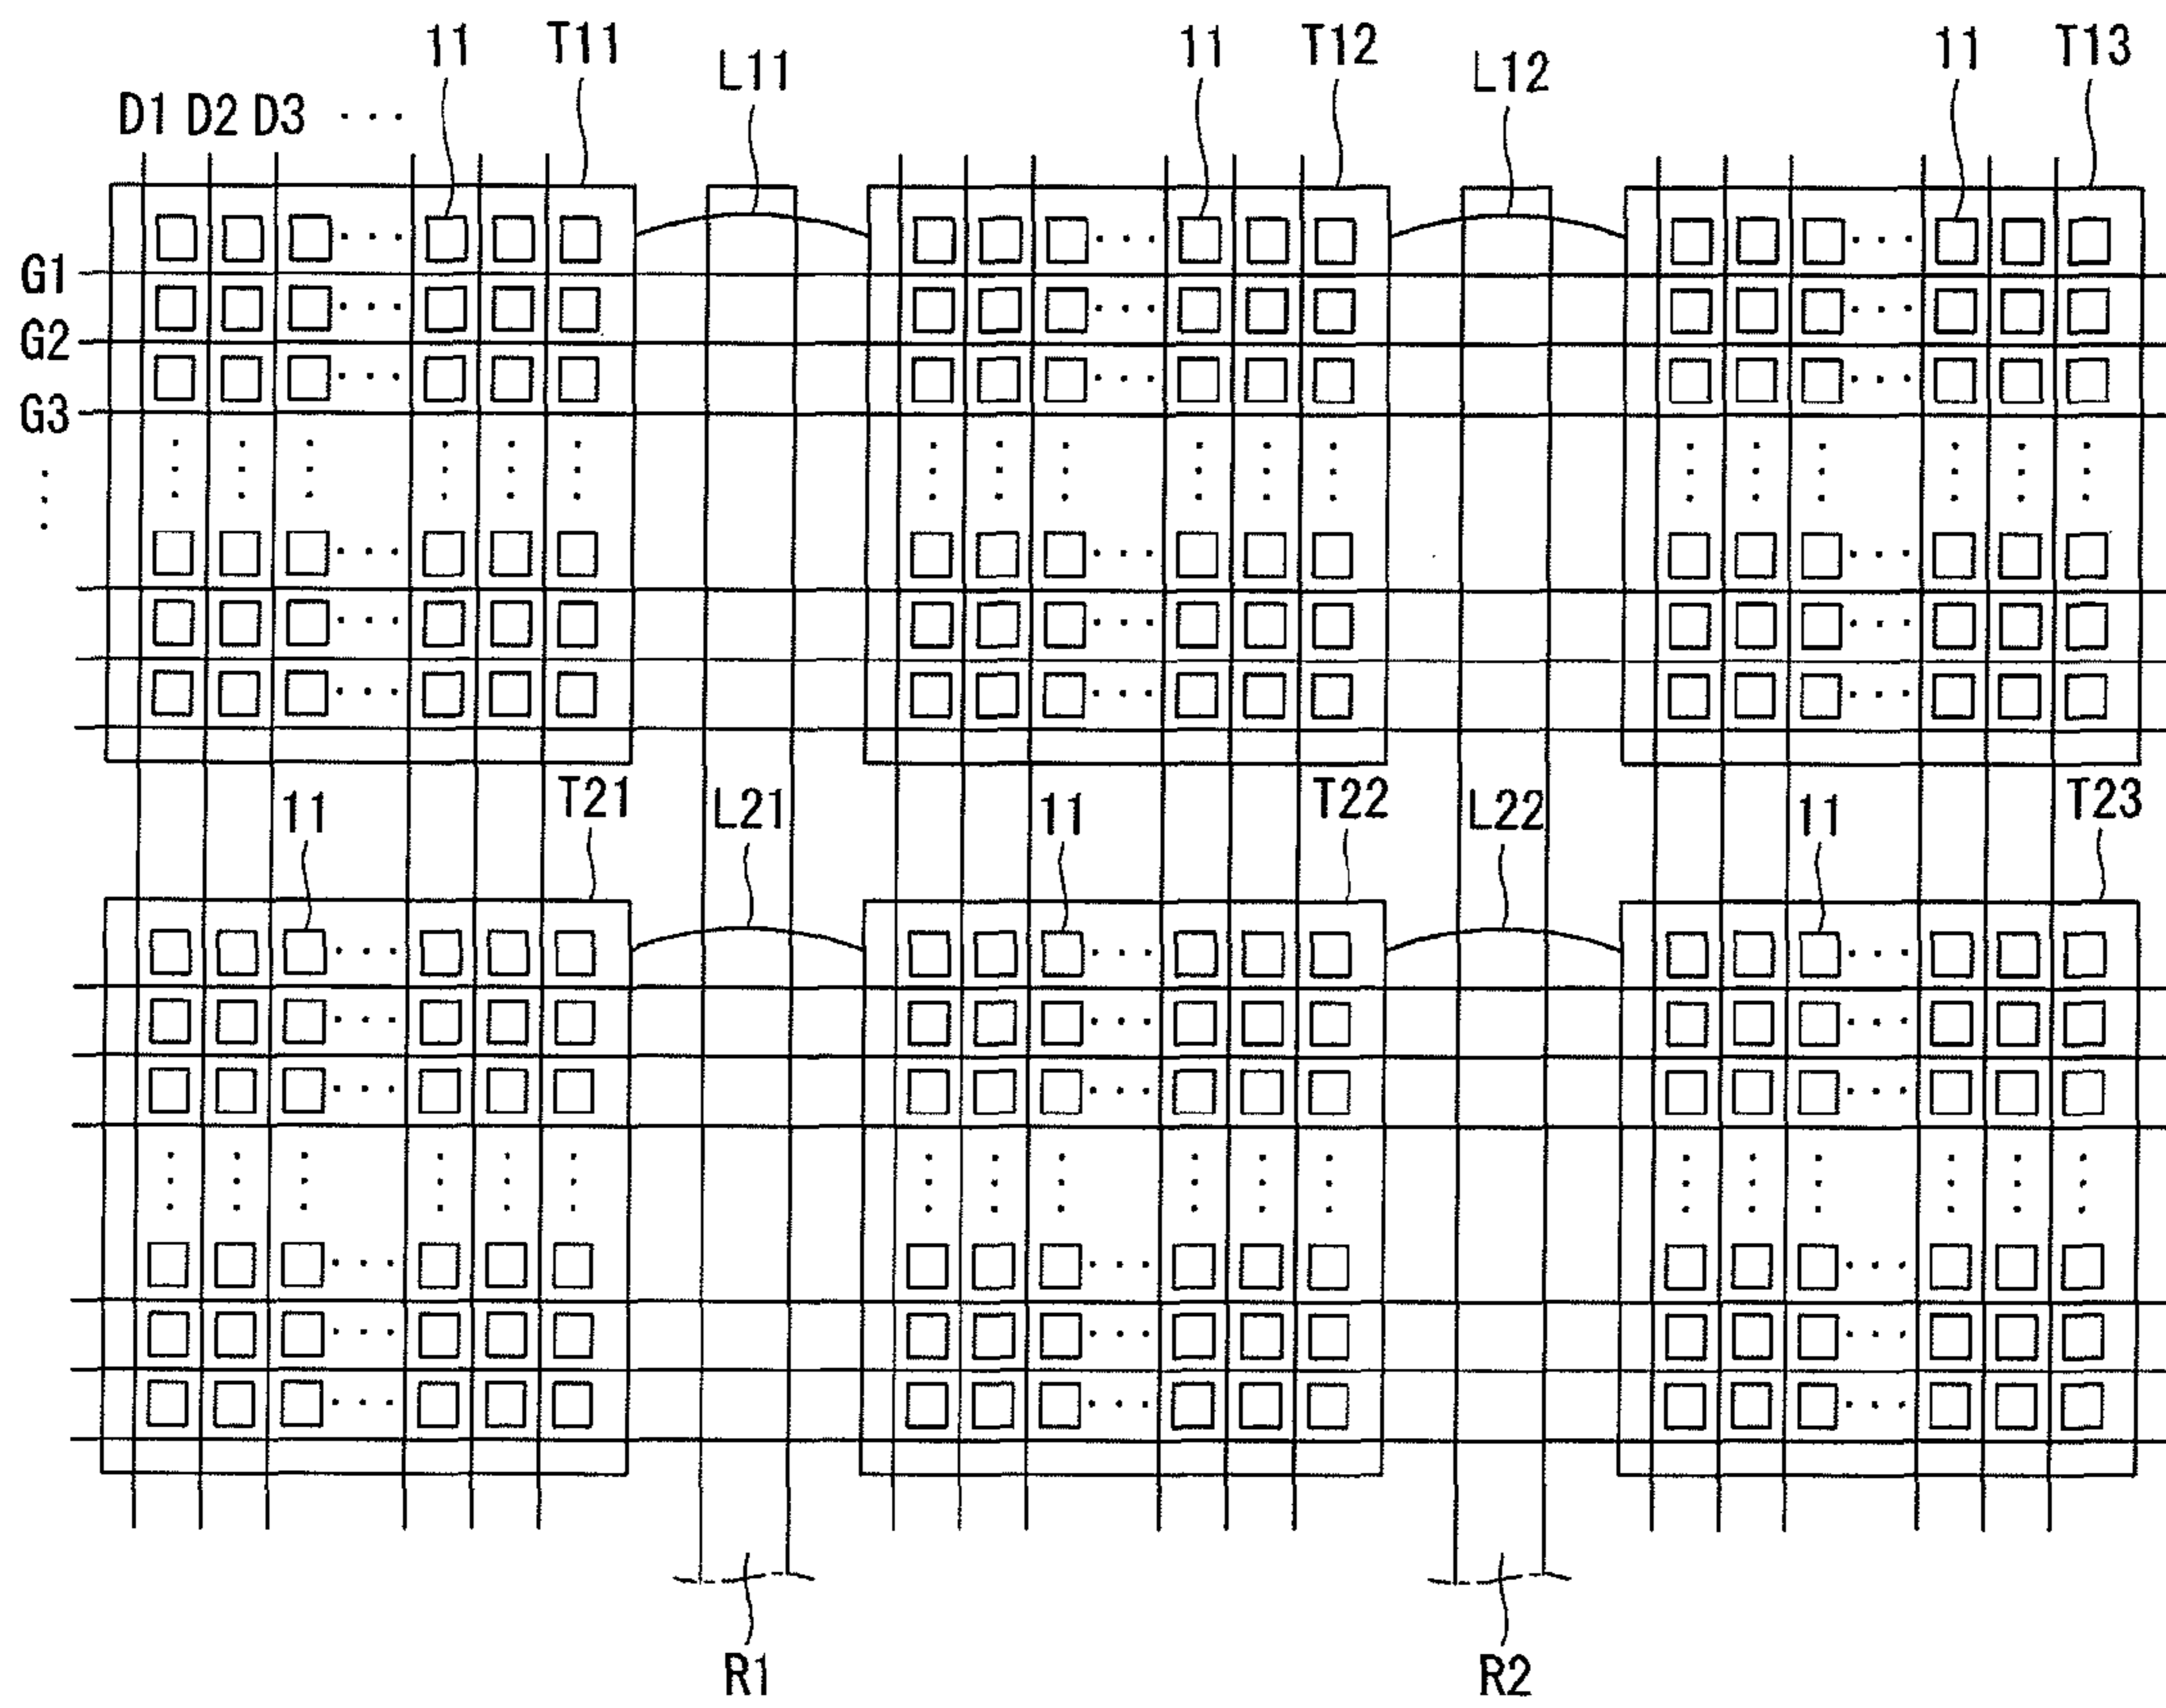 11 T11 L11 11 T12 L12 11 T13
D1 D2 D3 ···
G1
G2
G3
11 T21 L21 11 T22 L22 11 T23
R1 R2